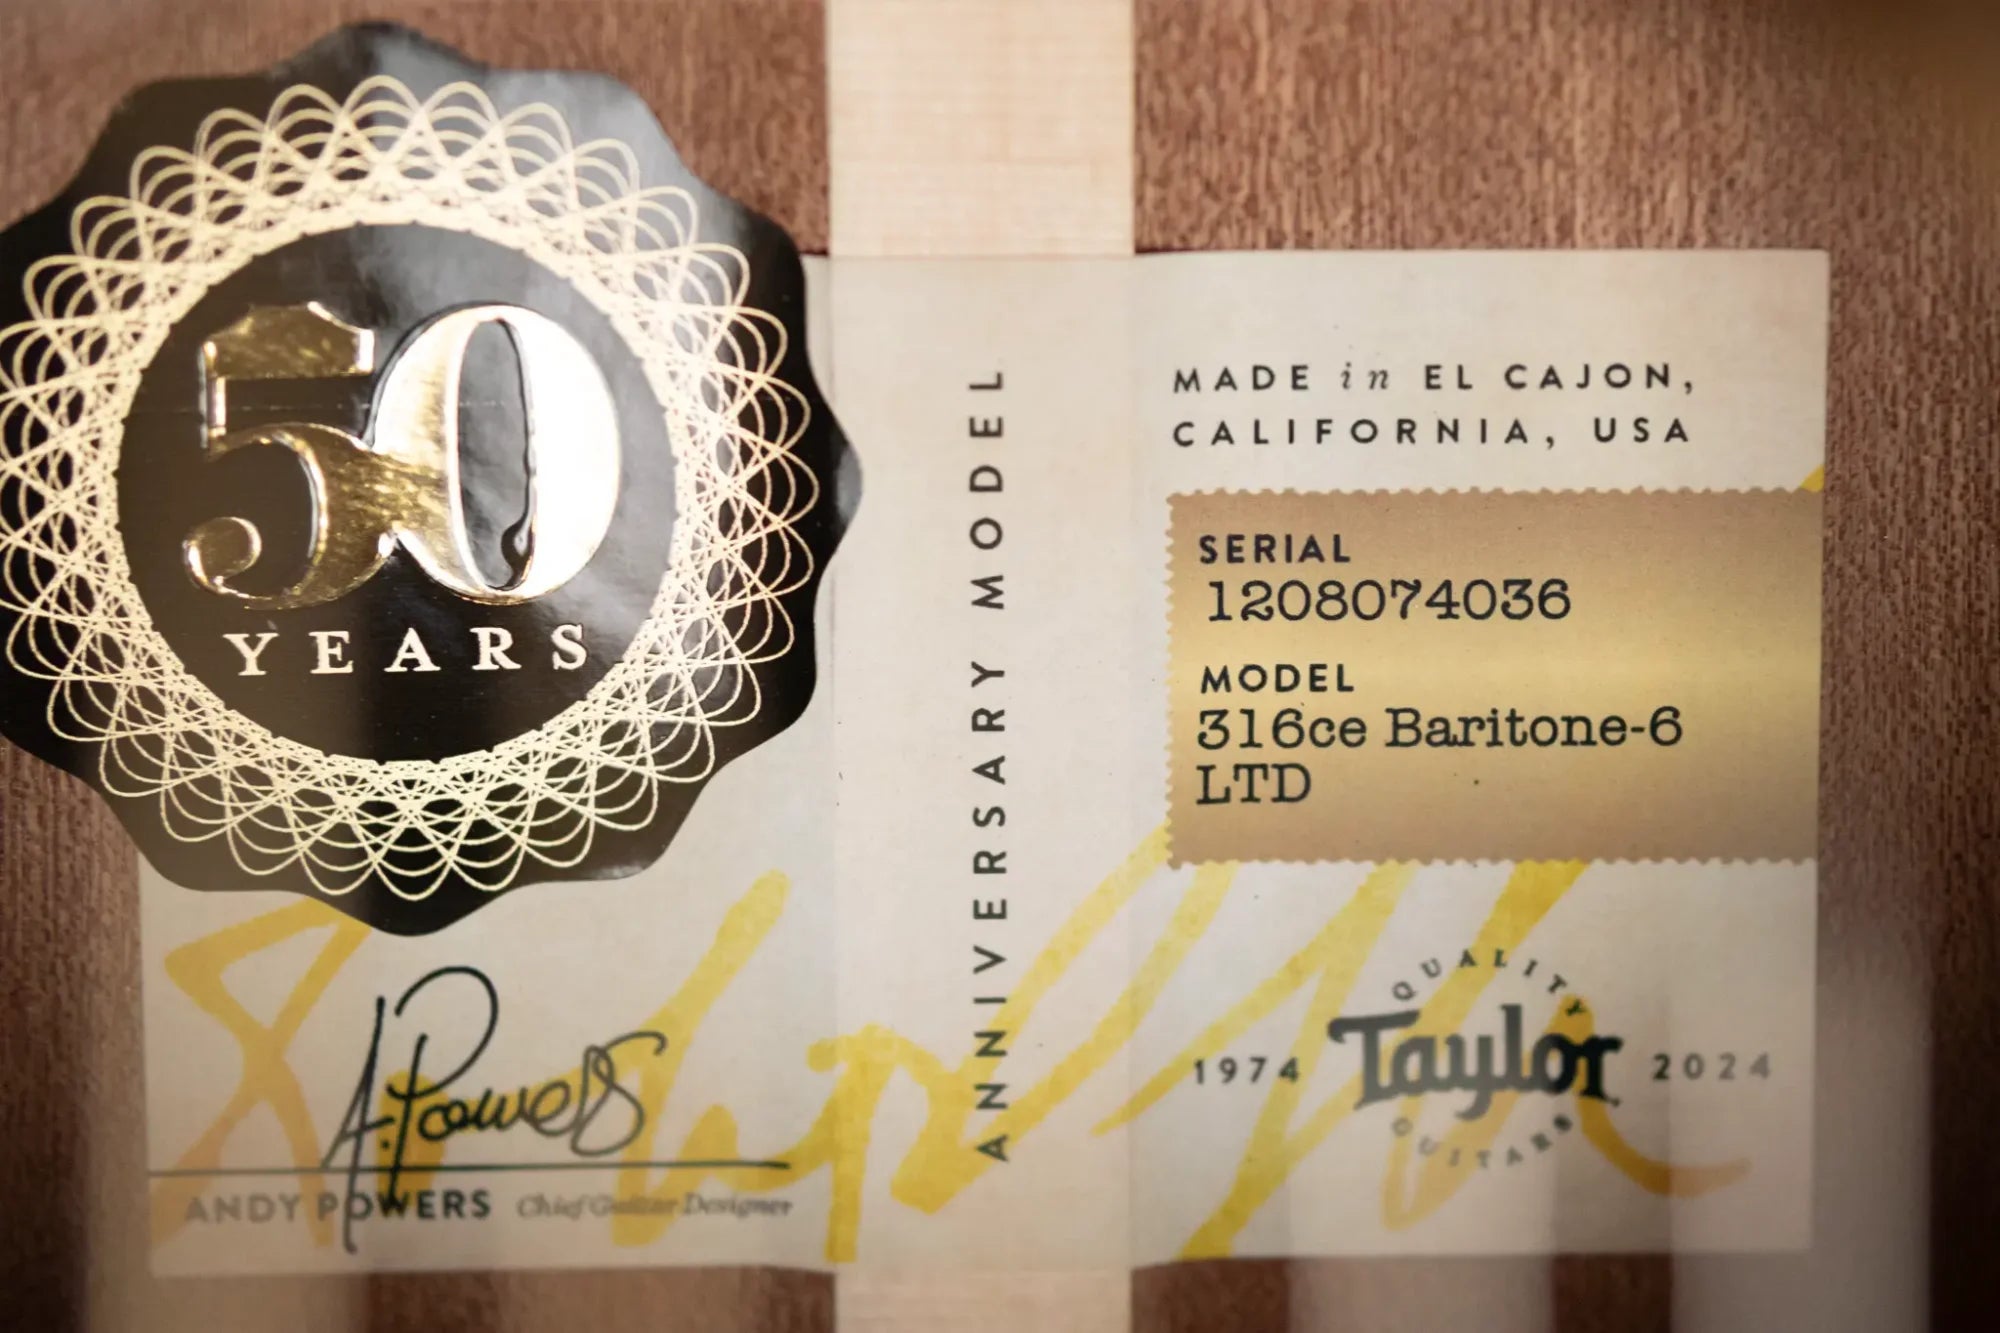 50
YEARS
ANNIVERSARY MODEL
MADE in EL CAJON,
CALIFORNIA, USA
SERIAL
1208074036
MODEL
316ce Baritone-6
LTD
A. Powers
ANDY POWERS Chief Guitar Designer
QUALITY
1974 Taylor 2024
GUITARS